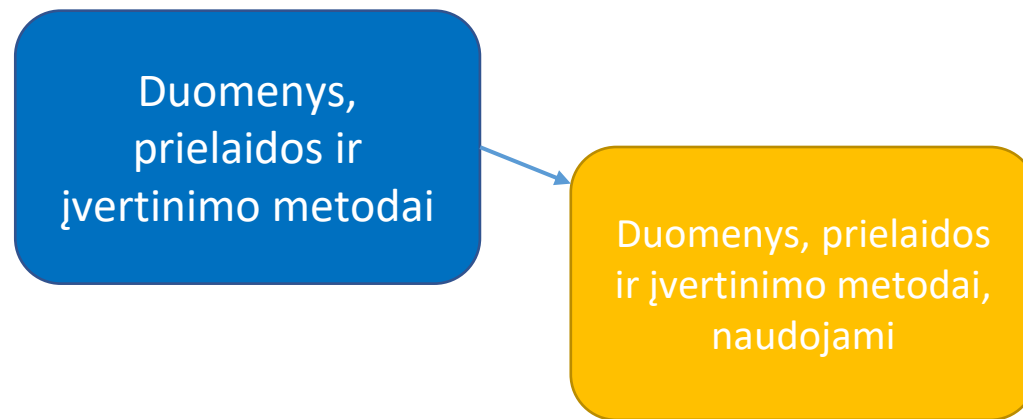 Duomenys,
prielaidos ir
įvertinimo metodai
Duomenys, prielaidos
ir įvertinimo metodai,
naudojami